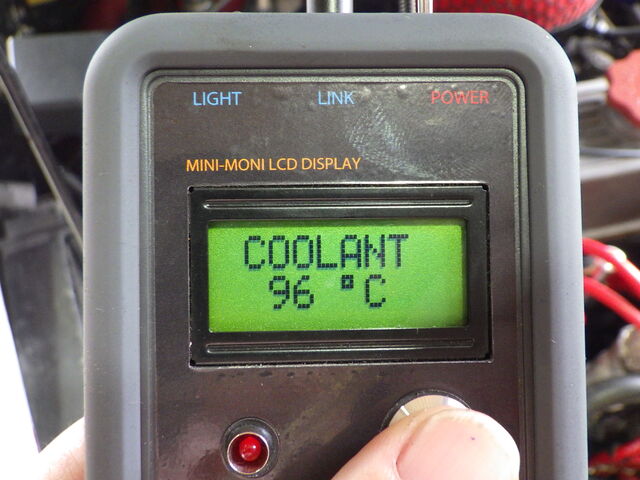 LIGHT LINK POWER
MINI-MONI LCD DISPLAY
COOLANT
96 °C